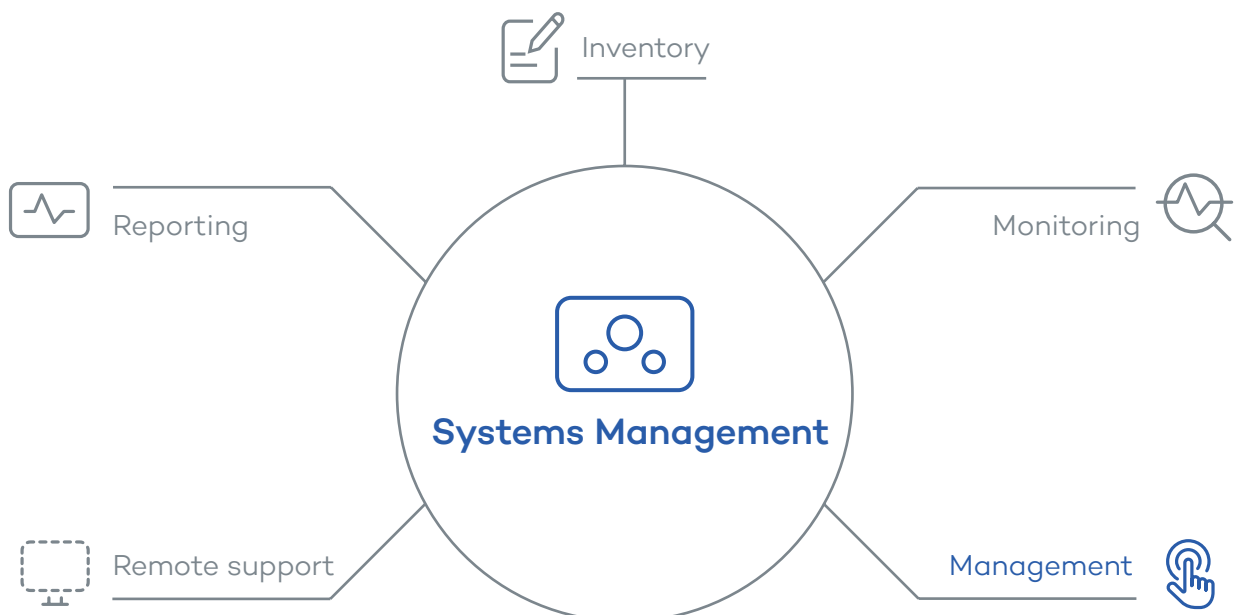 Inventory
Reporting
Monitoring
Systems Management
Remote support
Management